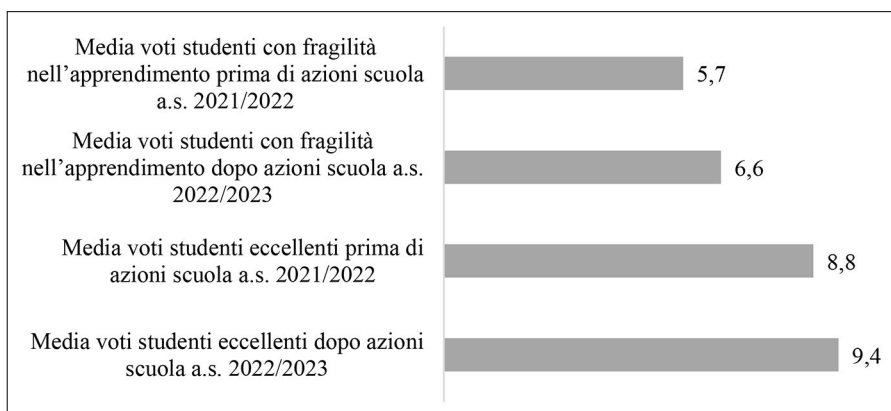 Media voti studenti con fragilità
nell’apprendimento prima di azioni scuola
a.s. 2021/2022
5,7
Media voti studenti con fragilità
nell’apprendimento dopo azioni scuola a.s.
2022/2023
6,6
Media voti studenti eccellenti prima di
azioni scuola a.s. 2021/2022
8,8
Media voti studenti eccellenti dopo azioni
scuola a.s. 2022/2023
9,4